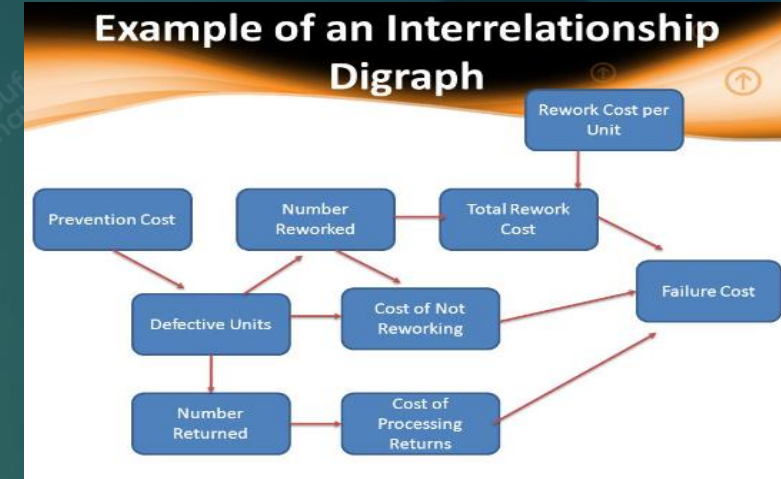 Example of an Interrelationship
Digraph
Rework Cost per
Unit
Prevention Cost
Number
Reworked
Total Rework
Cost
Defective Units
Cost of Not
Reworking
Failure Cost
Number
Returned
Cost of
Processing
Returns